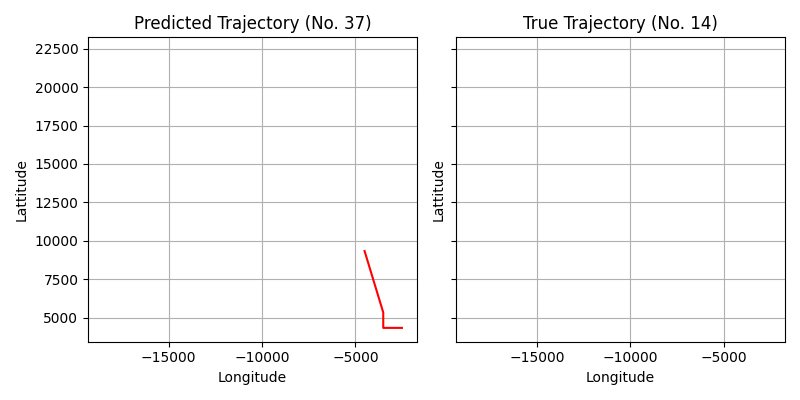 Predicted Trajectory (No. 37)
True Trajectory (No. 14)
22500
20000
17500
15000
12500
10000
7500
5000
Lattitude
Lattitude
−15000
−10000
−5000
−15000
−10000
−5000
Longitude
Longitude